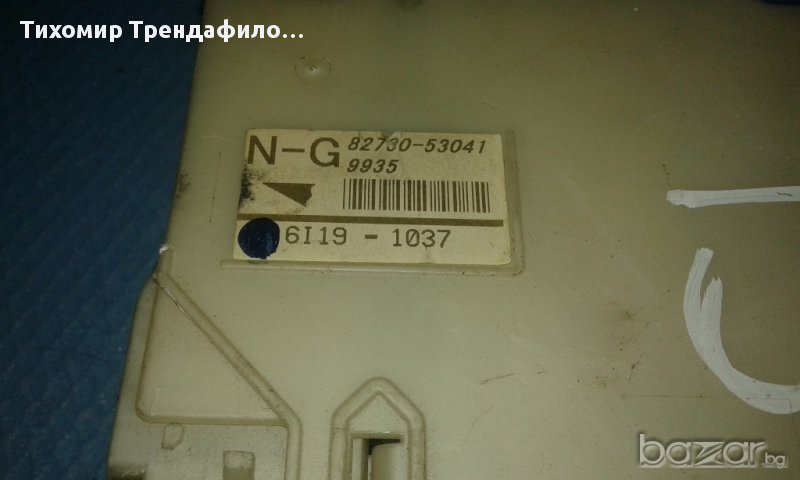 Тихомир Трендафило...
N-G 82730-53041
9935
6I19 - 1037
bazar.bg